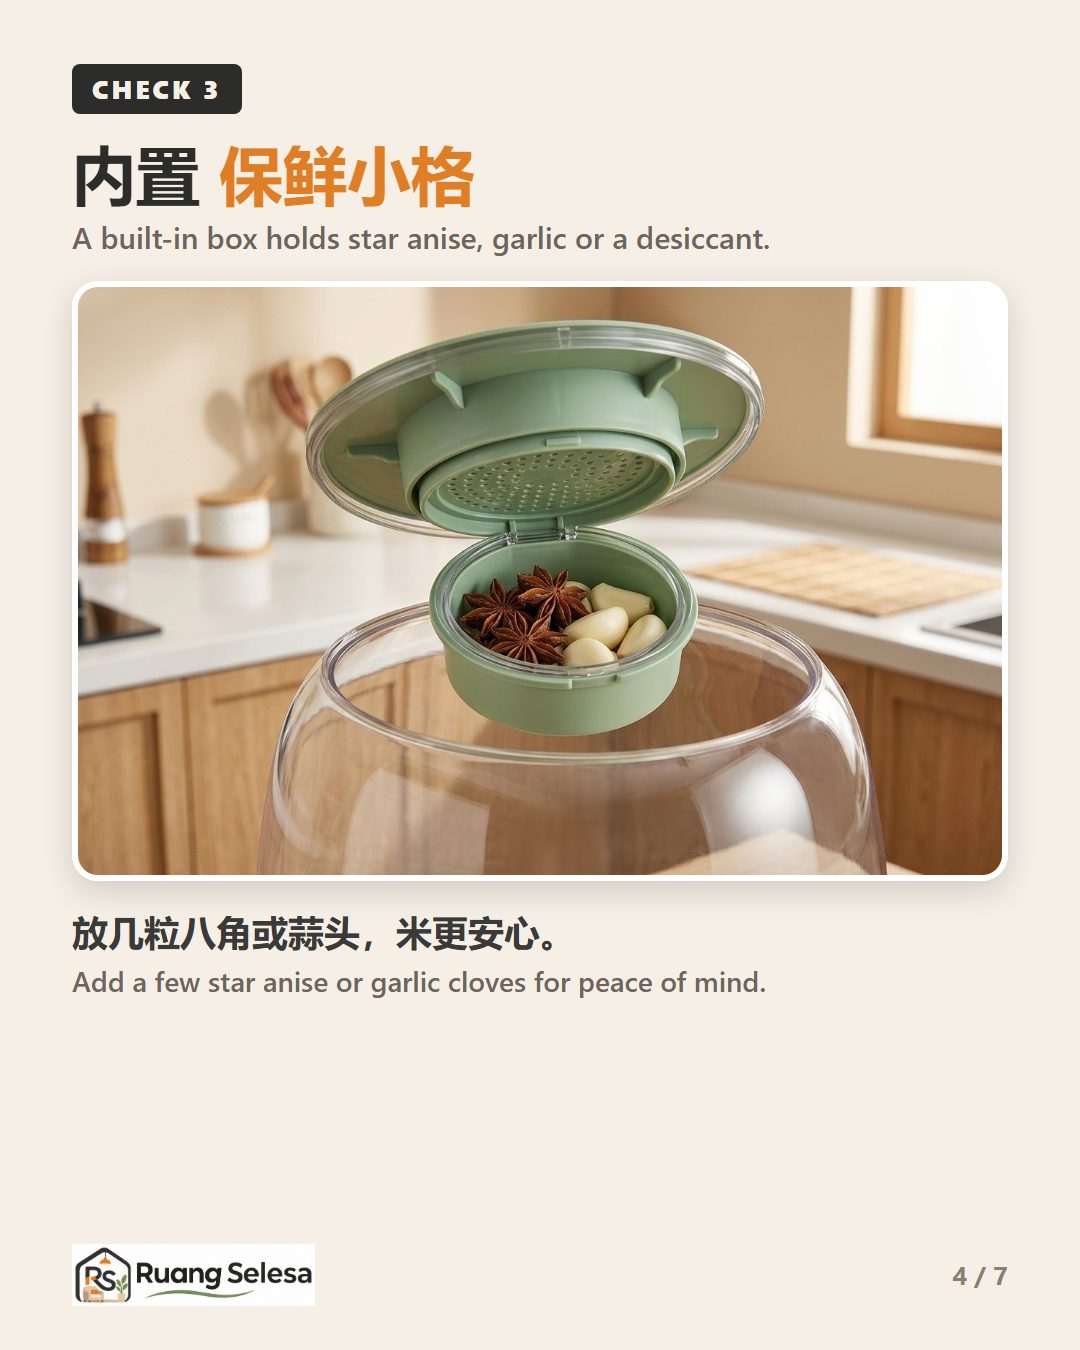 CHECK 3
内置 保鲜小格
A built-in box holds star anise, garlic or a desiccant.
放几粒八角或蒜头，米更安心。
Add a few star anise or garlic cloves for peace of mind.
RS Ruang Selesa
4 / 7